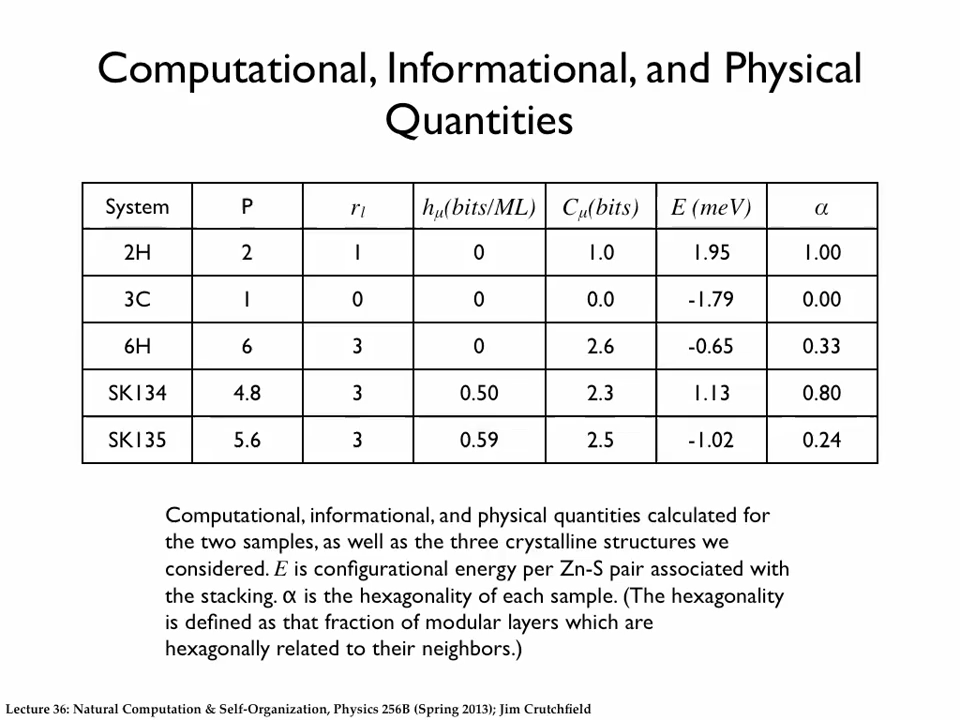 Computational, Informational, and Physical
Quantities
System P r_l h_μ(bits/ML) C_μ(bits) E (meV) α
2H 2 1 0 1.0 1.95 1.00
3C 1 0 0 0.0 -1.79 0.00
6H 6 3 0 2.6 -0.65 0.33
SK134 4.8 3 0.50 2.3 1.13 0.80
SK135 5.6 3 0.59 2.5 -1.02 0.24
Computational, informational, and physical quantities calculated for
the two samples, as well as the three crystalline structures we
considered. E is configurational energy per Zn-S pair associated with
the stacking. α is the hexagonality of each sample. (The hexagonality
is defined as that fraction of modular layers which are
hexagonally related to their neighbors.)
Lecture 36: Natural Computation & Self-Organization, Physics 256B (Spring 2013); Jim Crutchfield